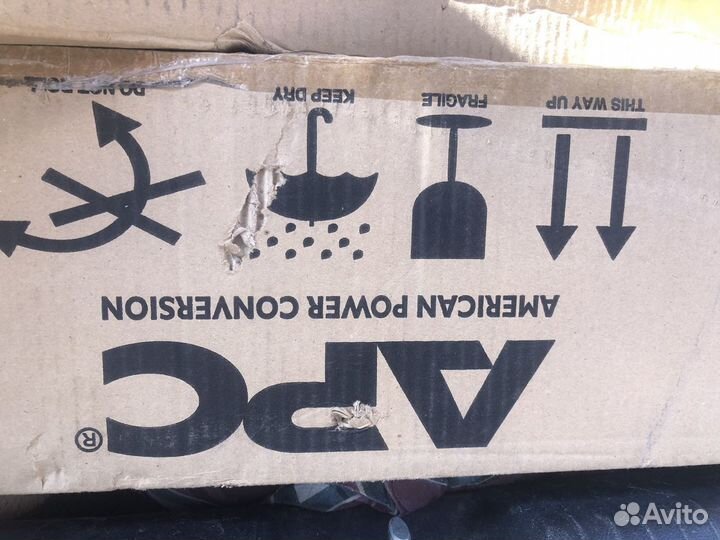 APC®
AMERICAN POWER CONVERSION
THIS WAY UP
FRAGILE
KEEP DRY
DO NOT ROLL
Avito